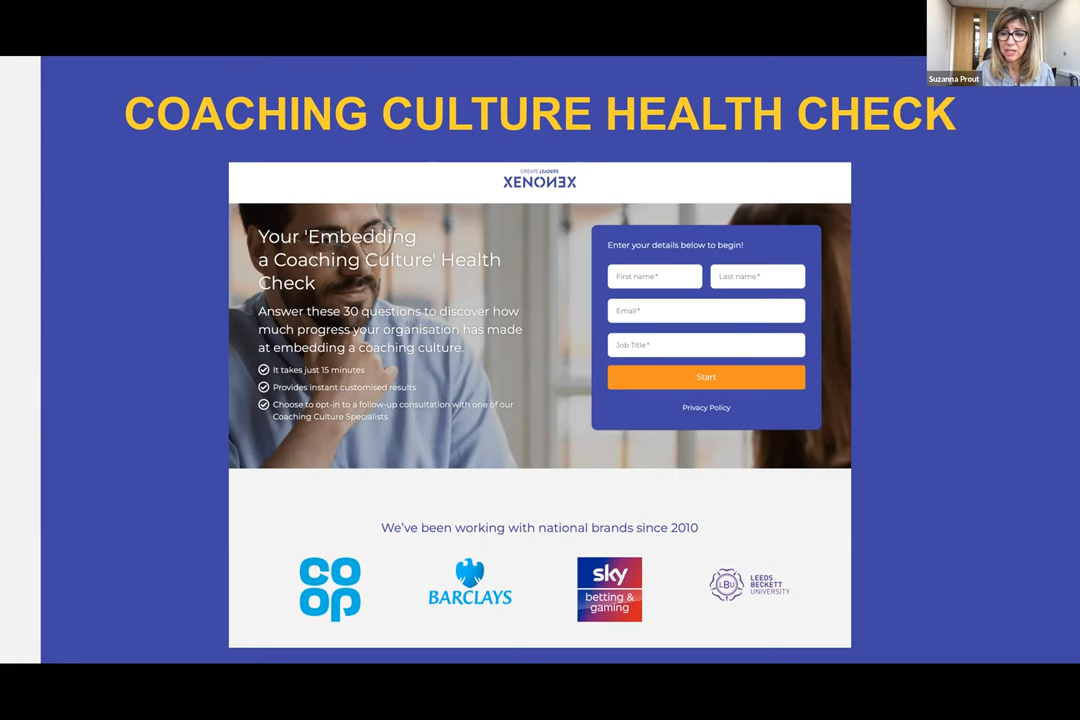 Suzanna Prout
COACHING CULTURE HEALTH CHECK
CREATE LEADERS
XENONEX
Your 'Embedding
a Coaching Culture' Health
Check
Answer these 30 questions to discover how
much progress your organisation has made
at embedding a coaching culture.
It takes just 15 minutes
Provides instant customised results
Choose to opt-in to a follow-up consultation with one of our
Coaching Culture Specialists
Enter your details below to begin!
First name*
Last name*
Email*
Job Title*
Start
Privacy Policy
We've been working with national brands since 2010
CO
OP
BARCLAYS
sky
betting &
gaming
LBU
LEEDS
BECKETT
UNIVERSITY